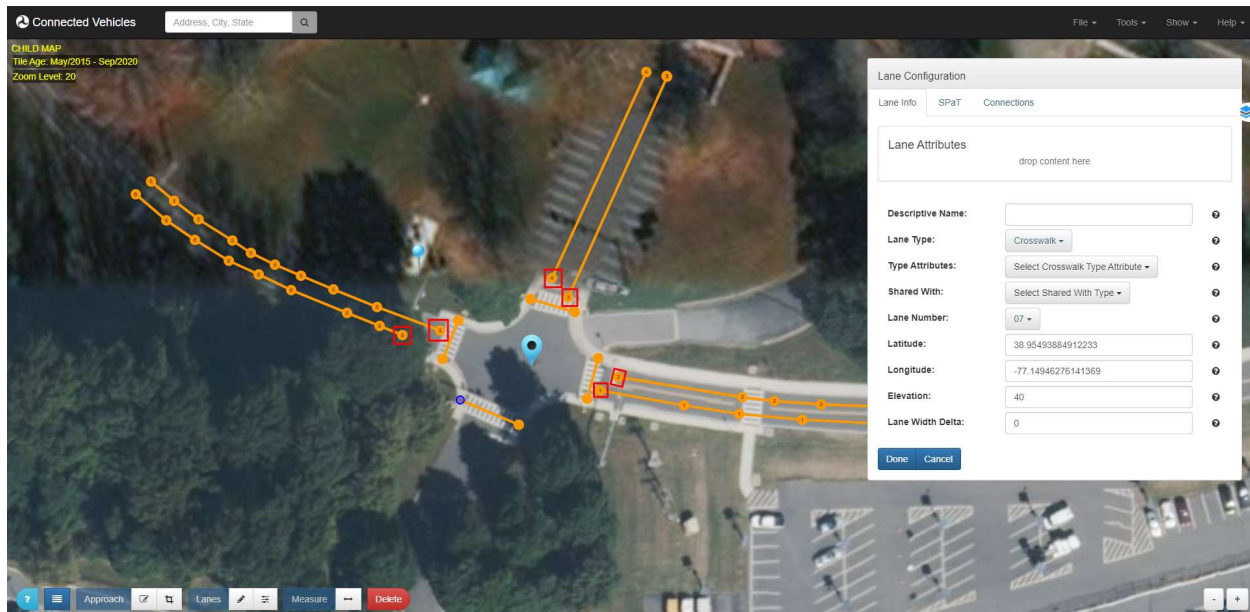 Connected Vehicles
Address, City, State
File
Tools
Show
Help
CHILD MAP
Tile Age: May/2015 - Sep/2020
Zoom Level: 20
Lane Configuration
Lane Info
SPaT
Connections
Lane Attributes
drop content here
Descriptive Name:
Lane Type: Crosswalk
Type Attributes: Select Crosswalk Type Attribute
Shared With: Select Shared With Type
Lane Number: 07
Latitude: 38.95493884912233
Longitude: -77.14946276141369
Elevation: 40
Lane Width Delta: 0
Done Cancel
? Approach Lanes Measure Delete - +